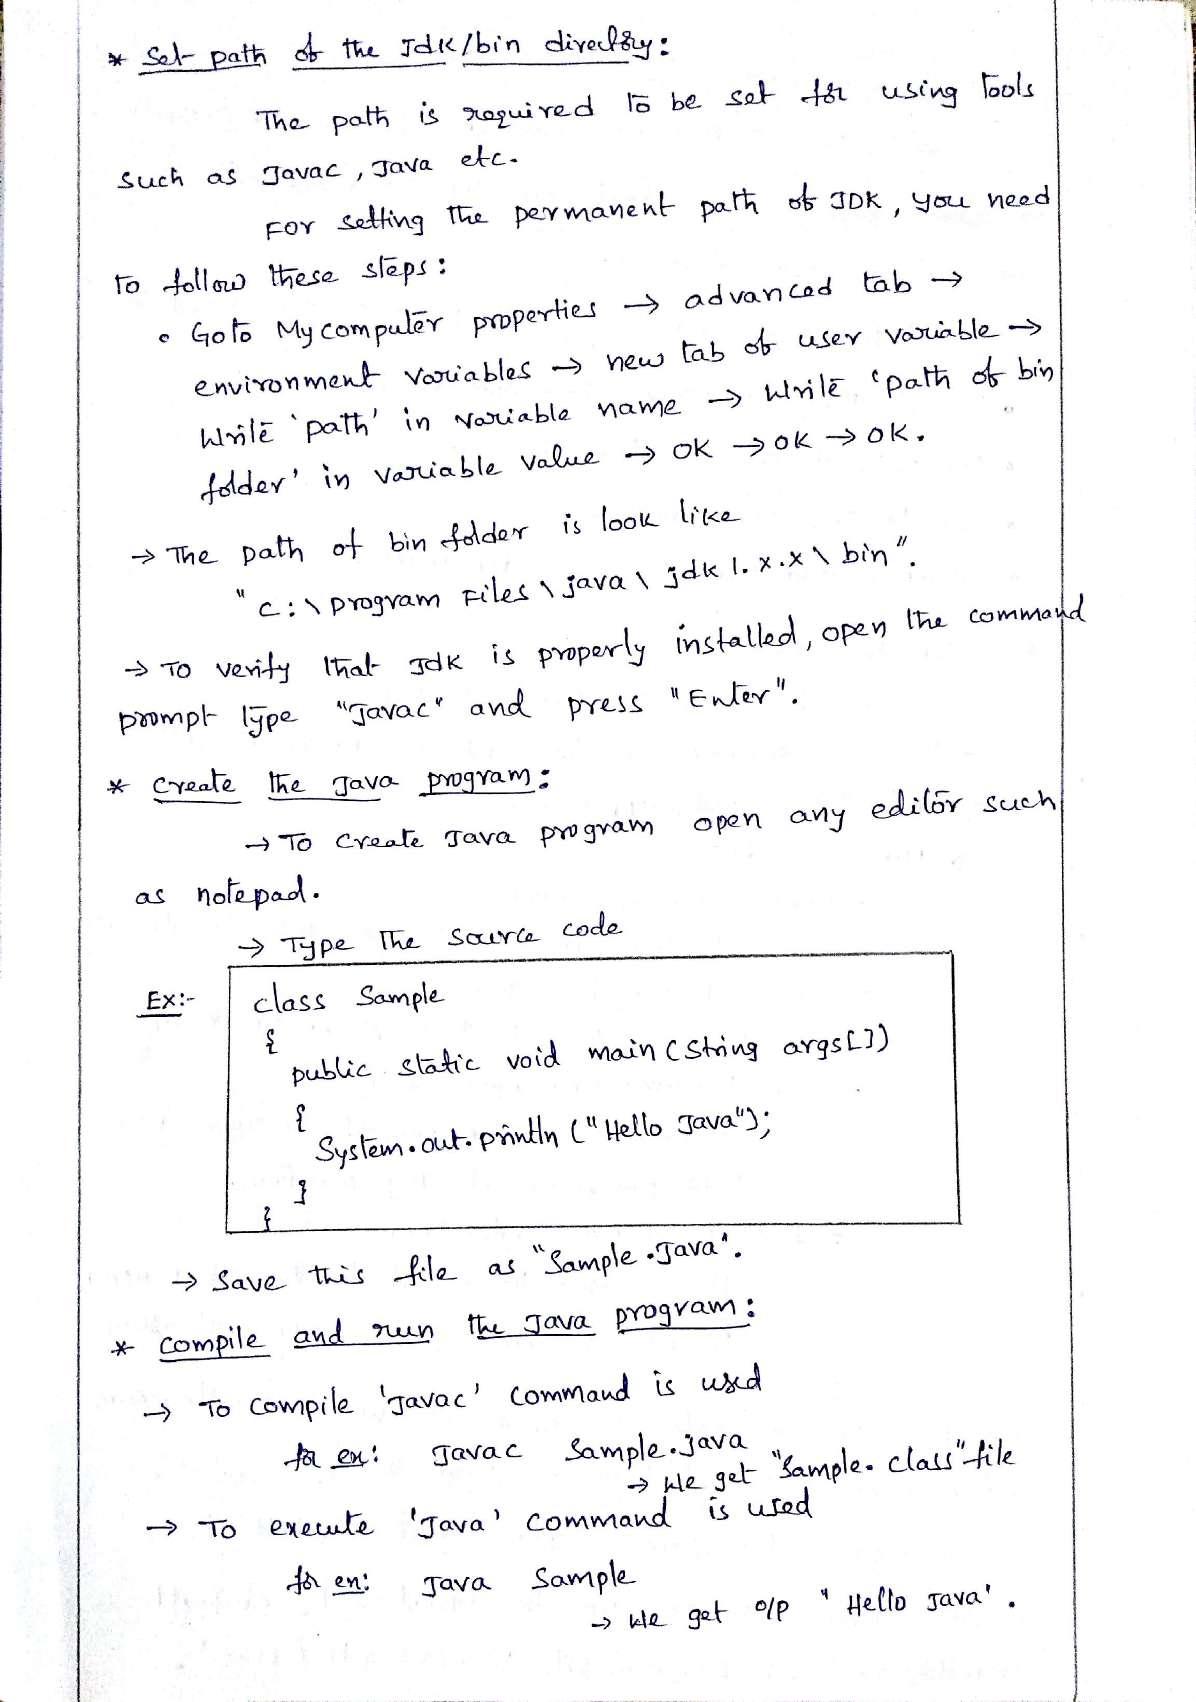 * Set path of the Jdk/bin directory:
The path is required to be set for using Tools
such as Javac, Java etc.
For setting the permanent path of JDK, you need
to follow these steps:
• Goto My computer properties → advanced tab →
environment variables → new tab of user variable →
Write 'path' in variable name → Write 'path of bin
folder' in variable value → OK → OK → OK.
→ The path of bin folder is look like
"C:\program Files\java\jdk 1.x.x\bin".
→ To verify that Jdk is properly installed, open the command
prompt type "Javac" and press "Enter".
* Create the Java program:
→ To create Java program open any editor such
as notepad.
→ Type The source code
Ex:- class Sample
{
public static void main (String args[])
{
System.out.println ("Hello Java");
}
}
→ Save this file as "Sample.Java".
* Compile and run the Java program:
→ To compile 'Javac' command is used
for ex: Javac Sample.java
→ We get "Sample.class" file
→ To execute 'Java' command is used
for ex: Java Sample
→ We get o/p 'Hello Java'.